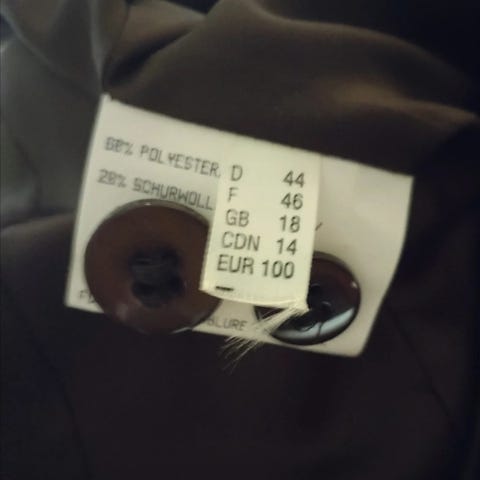 POLYESTER
28% SCHURWOLL
D 44
F 46
GB 18
CDN 14
EUR 100